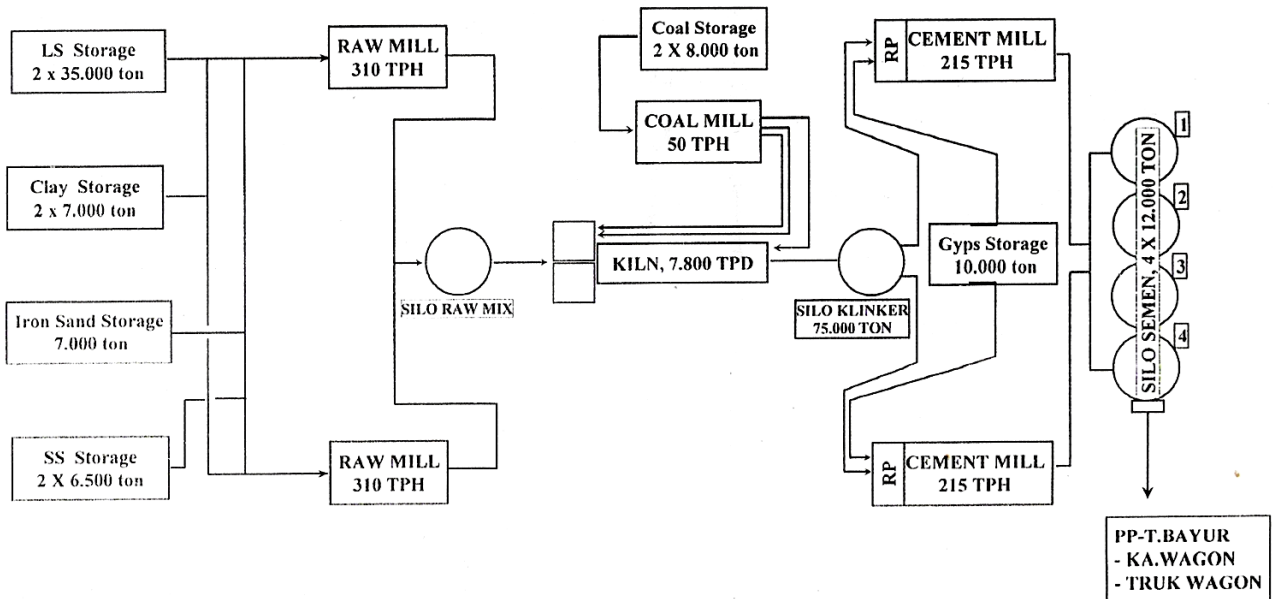 LS Storage
2 x 35.000 ton
RAW MILL
310 TPH
Coal Storage
2 X 8.000 ton
RP
CEMENT MILL
215 TPH
COAL MILL
50 TPH
Clay Storage
2 x 7.000 ton
Iron Sand Storage
7.000 ton
SS Storage
2 X 6.500 ton
SILO RAW MIX
KILN, 7.800 TPD
SILO KLINKER
75.000 TON
Gyps Storage
10.000 ton
RAW MILL
310 TPH
RP
CEMENT MILL
215 TPH
1
2
3
4
SILO SEMEN, 4 X 12.000 TON
PP-T.BAYUR
- KA.WAGON
- TRUK WAGON